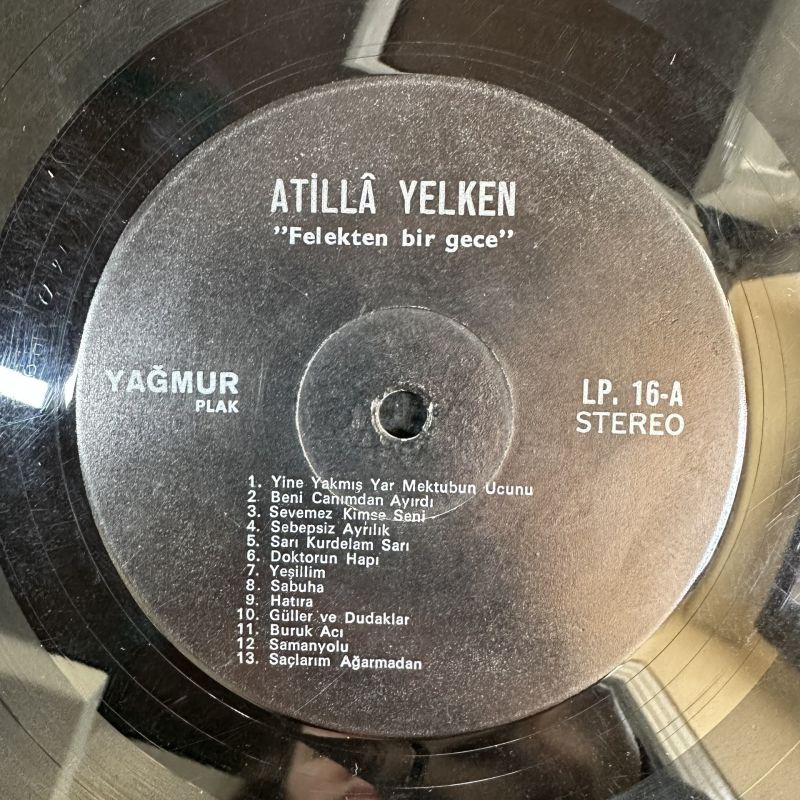 ATİLLÂ YELKEN
"Felekten bir gece"
YAĞMUR
PLAK
LP. 16-A
STEREO
1. Yine Yakmış Yar Mektubun Ucunu
2. Beni Canımdan Ayırdı
3. Sevemez Kimse Seni
4. Sebepsiz Ayrılık
5. Sarı Kurdelam Sarı
6. Doktorun Hapı
7. Yeşillim
8. Sabuha
9. Hatıra
10. Güller ve Dudaklar
11. Buruk Acı
12. Samanyolu
13. Saçlarım Ağarmadan